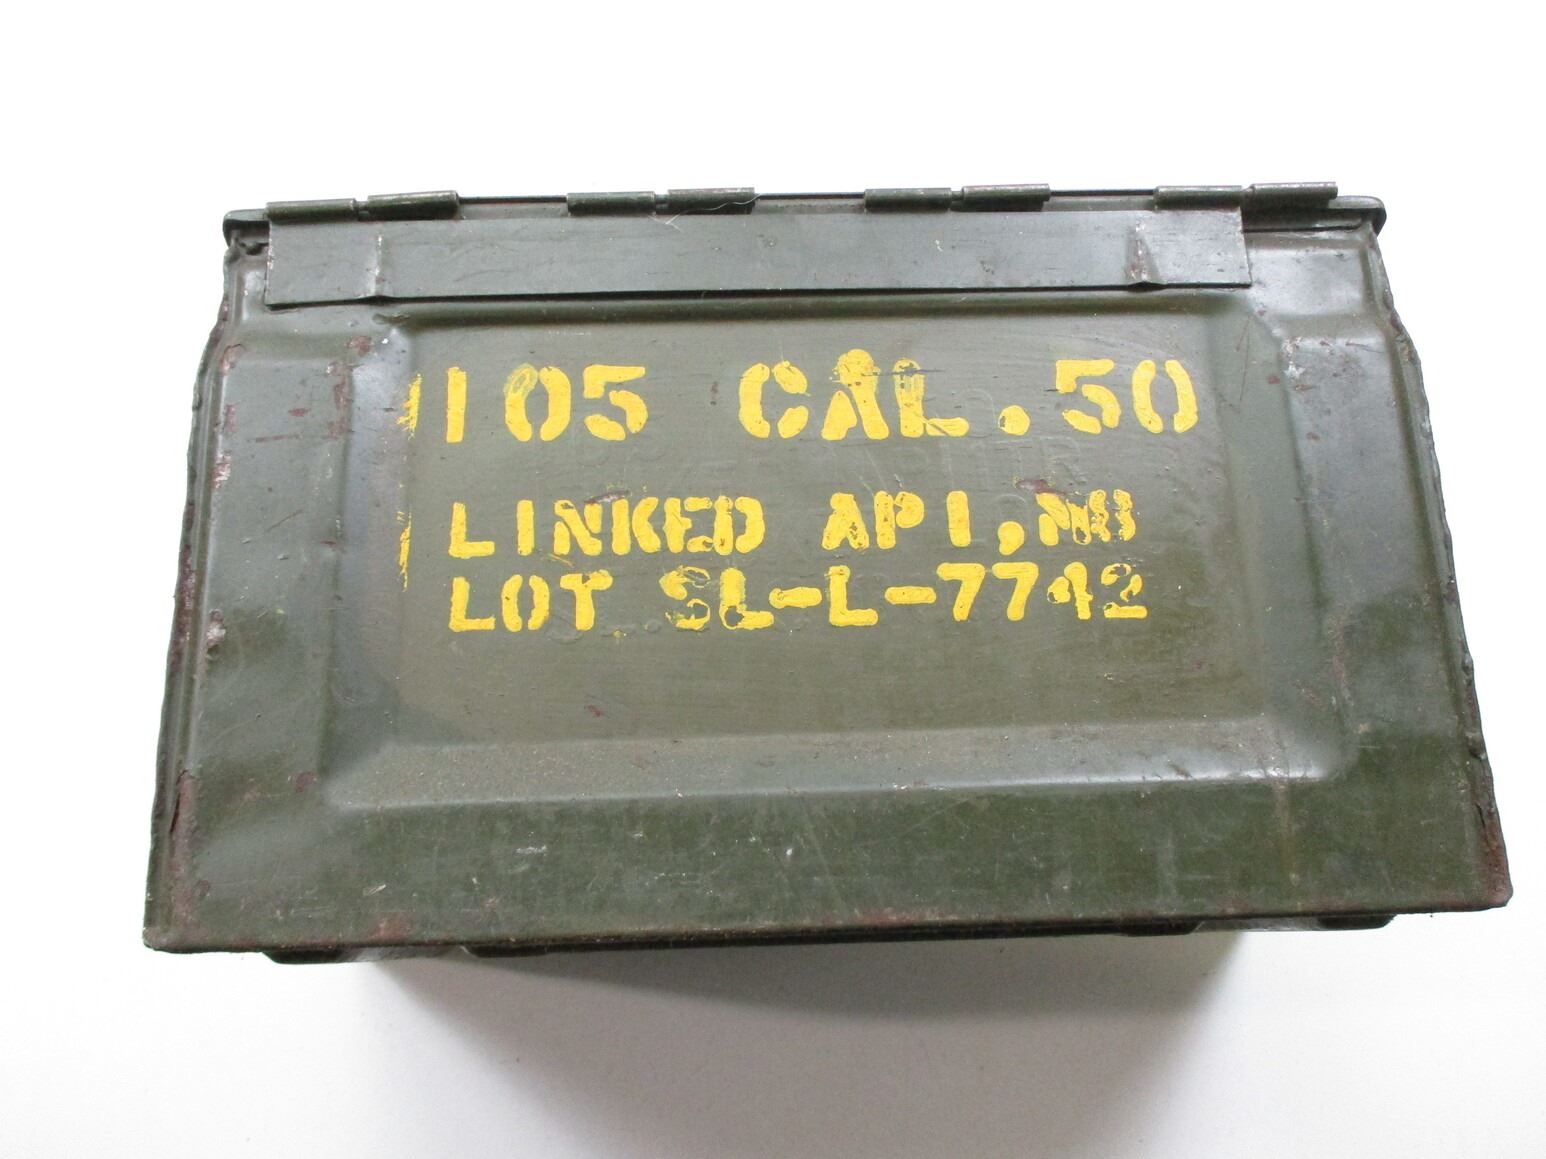 105 CAL.50
LINKED API,M8
LOT SL-L-7742